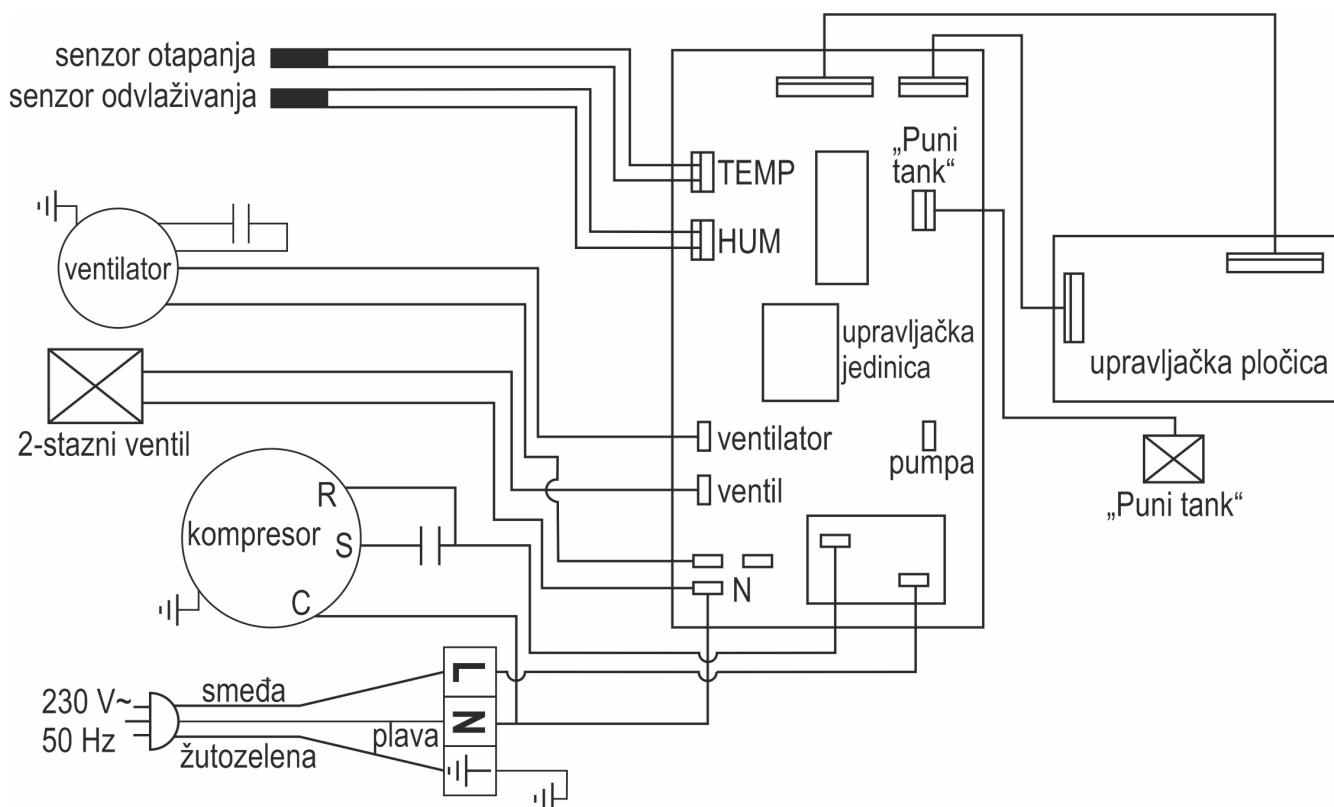 senzor otapanja
senzor odvlaživanja
„Puni
tank“
TEMP
HUM
ventilator
upravljačka
jedinica
upravljačka pločica
2-stazni ventil
ventilator
pumpa
ventil
„Puni tank“
R
kompresor
S
C
N
L
smeđa
230 V~
50 Hz
N
plava
žutozelena